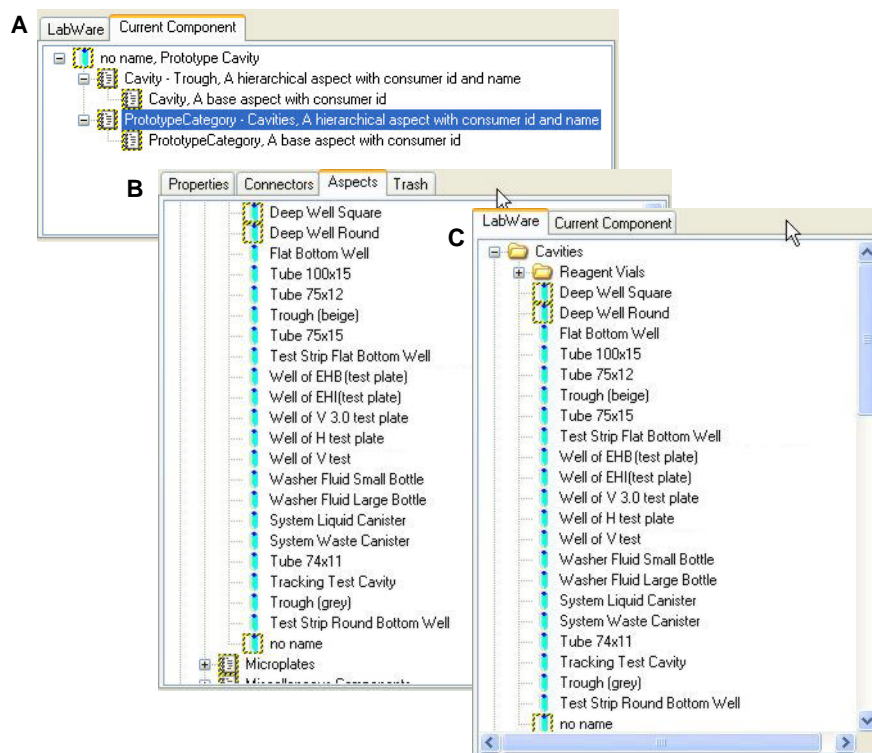 A
LabWare Current Component
no name, Prototype Cavity
Cavity - Trough, A hierarchical aspect with consumer id and name
Cavity, A base aspect with consumer id
PrototypeCategory - Cavities, A hierarchical aspect with consumer id and name
PrototypeCategory, A base aspect with consumer id
B
Properties Connectors Aspects Trash
Deep Well Square
Deep Well Round
Flat Bottom Well
Tube 100x15
Tube 75x12
Trough (beige)
Tube 75x15
Test Strip Flat Bottom Well
Well of EHB(test plate)
Well of EHI(test plate)
Well of V 3.0 test plate
Well of H test plate
Well of V test
Washer Fluid Small Bottle
Washer Fluid Large Bottle
System Liquid Canister
System Waste Canister
Tube 74x11
Tracking Test Cavity
Trough (grey)
Test Strip Round Bottom Well
no name
Microplates
Miscellaneous Components
C
LabWare Current Component
Cavities
Reagent Vials
Deep Well Square
Deep Well Round
Flat Bottom Well
Tube 100x15
Tube 75x12
Trough (beige)
Tube 75x15
Test Strip Flat Bottom Well
Well of EHB(test plate)
Well of EHI(test plate)
Well of V 3.0 test plate
Well of H test plate
Well of V test
Washer Fluid Small Bottle
Washer Fluid Large Bottle
System Liquid Canister
System Waste Canister
Tube 74x11
Tracking Test Cavity
Trough (grey)
Test Strip Round Bottom Well
no name